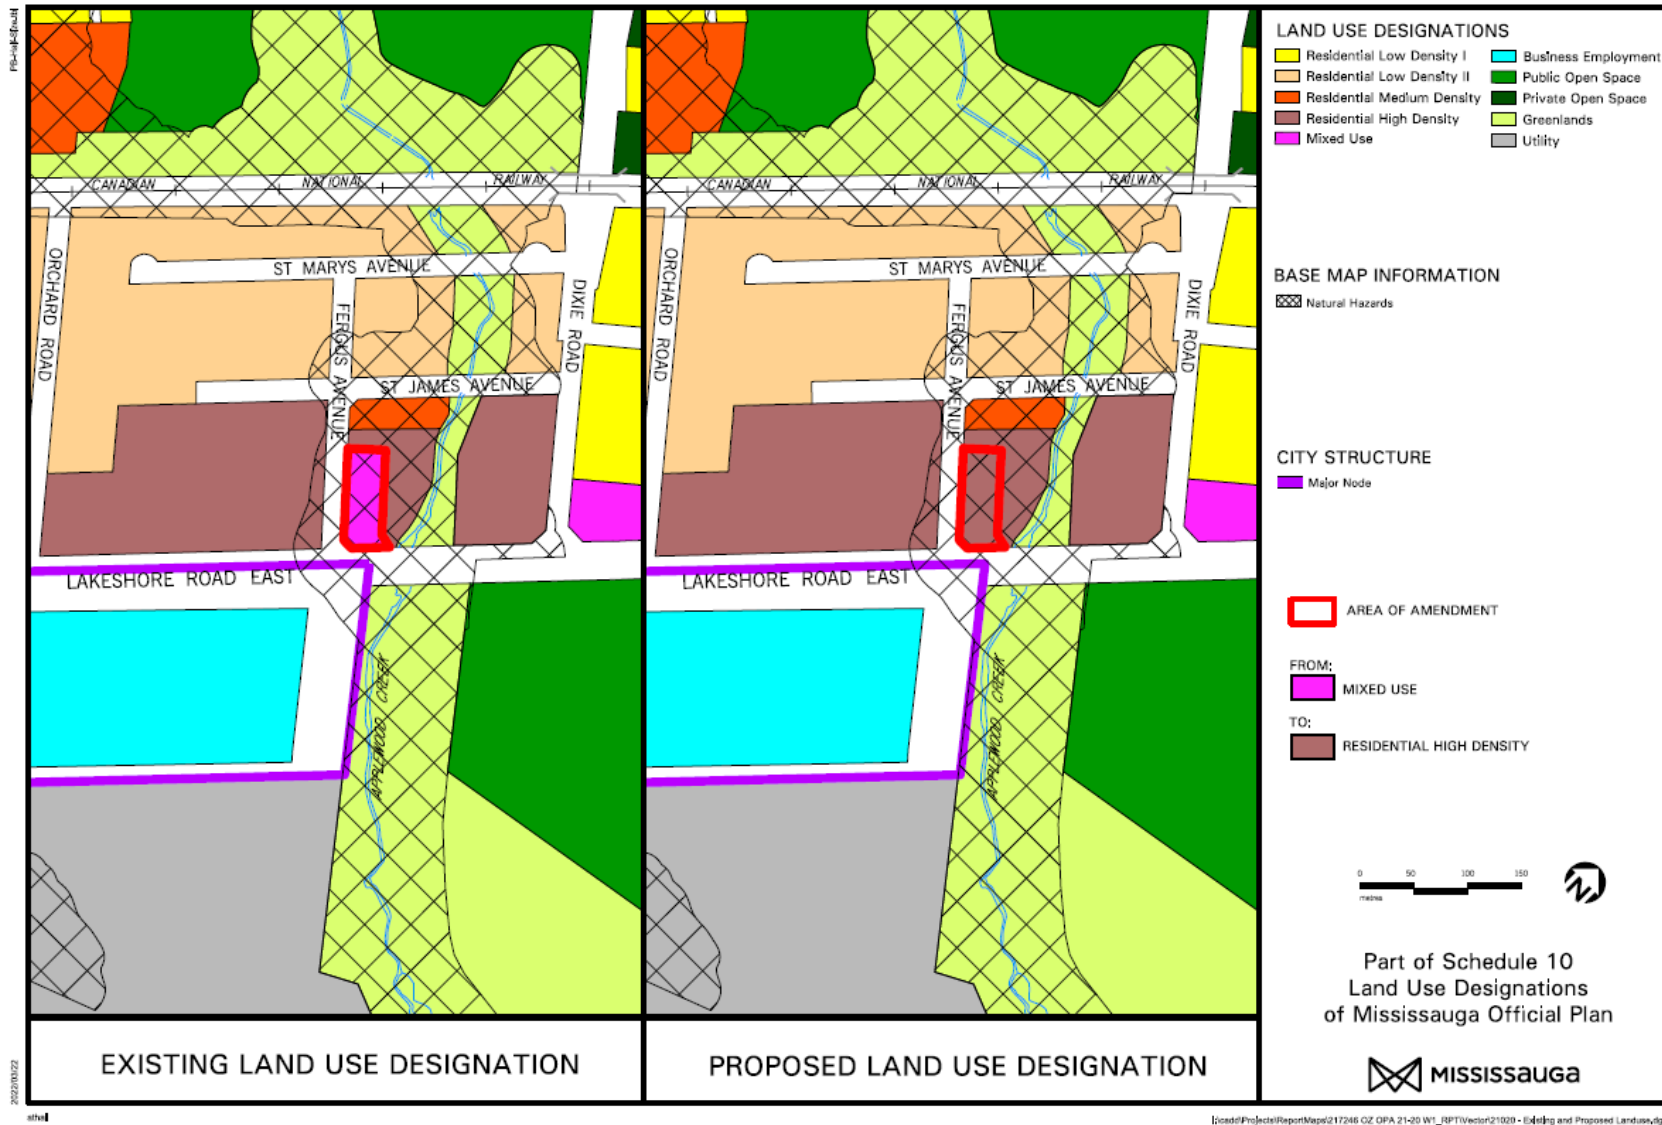 LAND USE DESIGNATIONS
Residential Low Density I
Residential Low Density II
Residential Medium Density
Residential High Density
Mixed Use
Business Employment
Public Open Space
Private Open Space
Greenlands
Utility
BASE MAP INFORMATION
Natural Hazards
CITY STRUCTURE
Major Node
AREA OF AMENDMENT
FROM:
MIXED USE
TO:
RESIDENTIAL HIGH DENSITY
0 50 100 150
metres
Part of Schedule 10
Land Use Designations
of Mississauga Official Plan
MISSISSAUGA
CANADIAN NATIONAL RAILWAY
ORCHARD ROAD
ST MARYS AVENUE
FERGUS AVENUE
DIXIE ROAD
ST JAMES AVENUE
LAKESHORE ROAD EAST
APPLEWOOD CREEK
EXISTING LAND USE DESIGNATION
CANADIAN NATIONAL RAILWAY
ORCHARD ROAD
ST MARYS AVENUE
FERGUS AVENUE
DIXIE ROAD
ST JAMES AVENUE
LAKESHORE ROAD EAST
APPLEWOOD CREEK
PROPOSED LAND USE DESIGNATION
2022/03/22